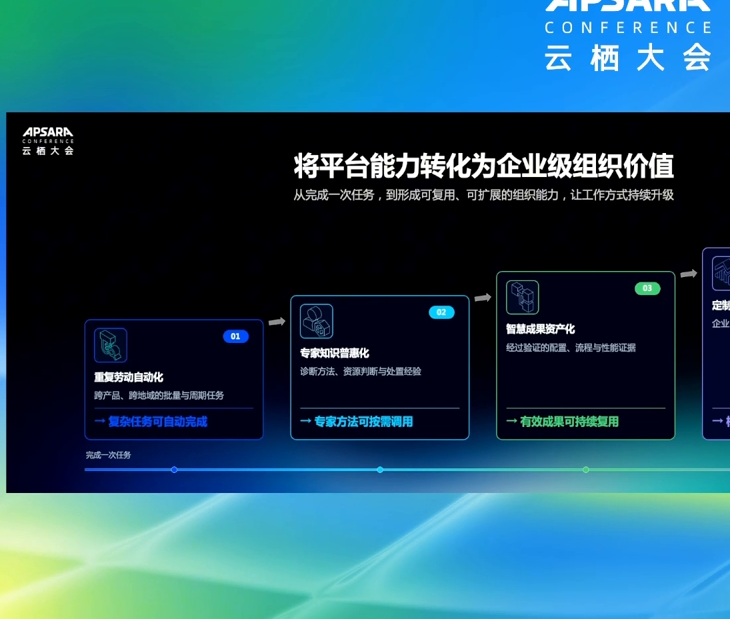 APSARA
CONFERENCE
云栖大会
APSARA
CONFERENCE
云栖大会
将平台能力转化为企业级组织价值
从完成一次任务，到形成可复用、可扩展的组织能力，让工作方式持续升级
01
重复劳动自动化
跨产品、跨地域的批量与周期任务
→ 复杂任务可自动完成
02
专家知识普惠化
诊断方法、资源判断与处置经验
→ 专家方法可按需调用
03
智慧成果资产化
经过验证的配置、流程与性能证据
→ 有效成果可持续复用
定制
企业
→
完成一次任务